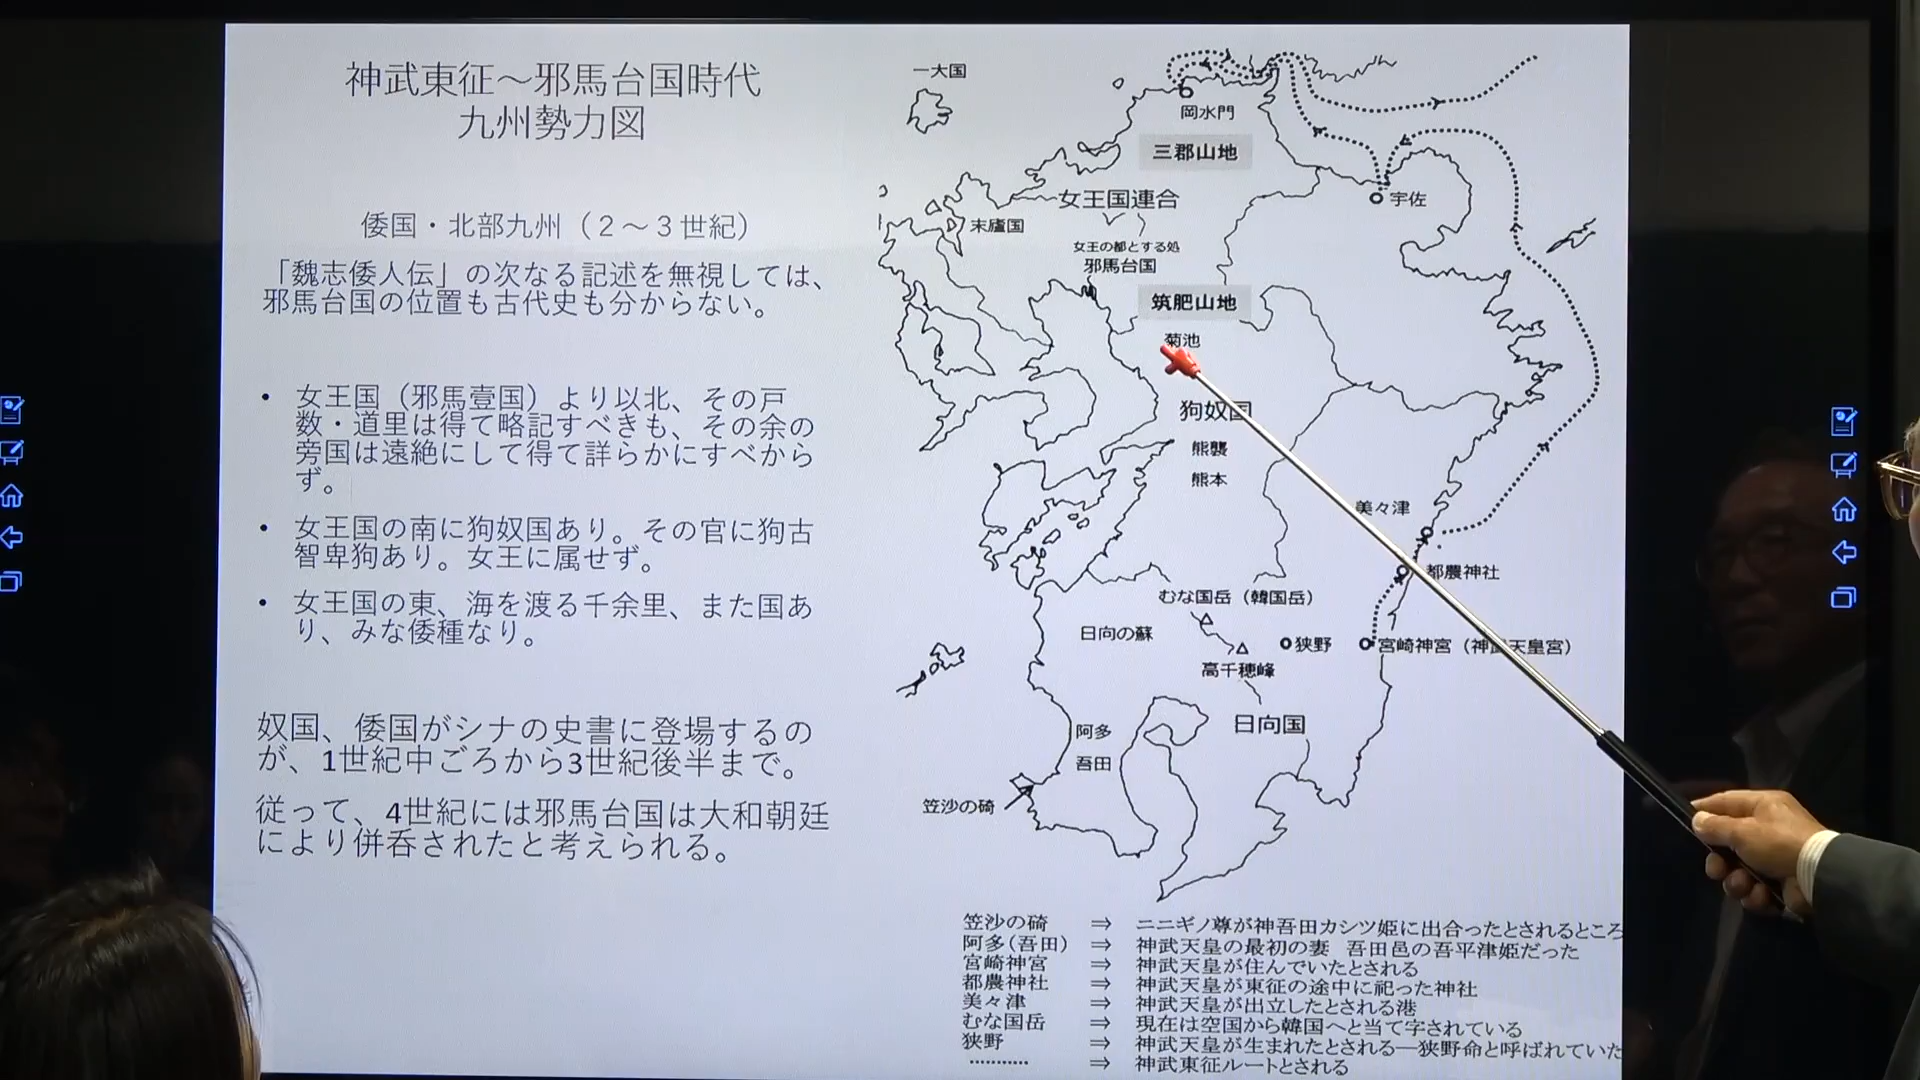 神武東征～邪馬台国時代
九州勢力図
倭国・北部九州（２～３世紀）
「魏志倭人伝」の次なる記述を無視しては、
邪馬台国の位置も古代史も分からない。
• 女王国（邪馬壹国）より以北、その戸
数・道里は得て略記すべきも、その余の
旁国は遠絶にして得て詳らかにすべから
ず。
• 女王国の南に狗奴国あり。その官に狗古
智卑狗あり。女王に属せず。
• 女王国の東、海を渡る千余里、また国あ
り、みな倭種なり。
奴国、倭国がシナの史書に登場するの
が、1世紀中ごろから3世紀後半まで。
従って、4世紀には邪馬台国は大和朝廷
により併呑されたと考えられる。
一大国
岡水門
三郡山地
女王国連合
宇佐
末廬国
女王の都とする処
邪馬台国
筑肥山地
菊池
狗奴国
熊襲
熊本
美々津
都農神社
むな国岳（韓国岳）
日向の蘇
狭野
宮崎神宮（神武天皇宮）
高千穂峰
日向国
阿多
吾田
笠沙の碕
笠沙の碕 ⇒ ニニギノ尊が神吾田カシツ姫に出合ったとされるところ
阿多（吾田） ⇒ 神武天皇の最初の妻 吾田邑の吾平津姫だった
宮崎神宮 ⇒ 神武天皇が住んでいたとされる
都農神社 ⇒ 神武天皇が東征の途中に祀った神社
美々津 ⇒ 神武天皇が出立したとされる港
むな国岳 ⇒ 現在は空国から韓国へと当て字されている
狭野 ⇒ 神武天皇が生まれたとされる―狭野命と呼ばれていた
⋯⋯⋯ ⇒ 神武東征ルートとされる